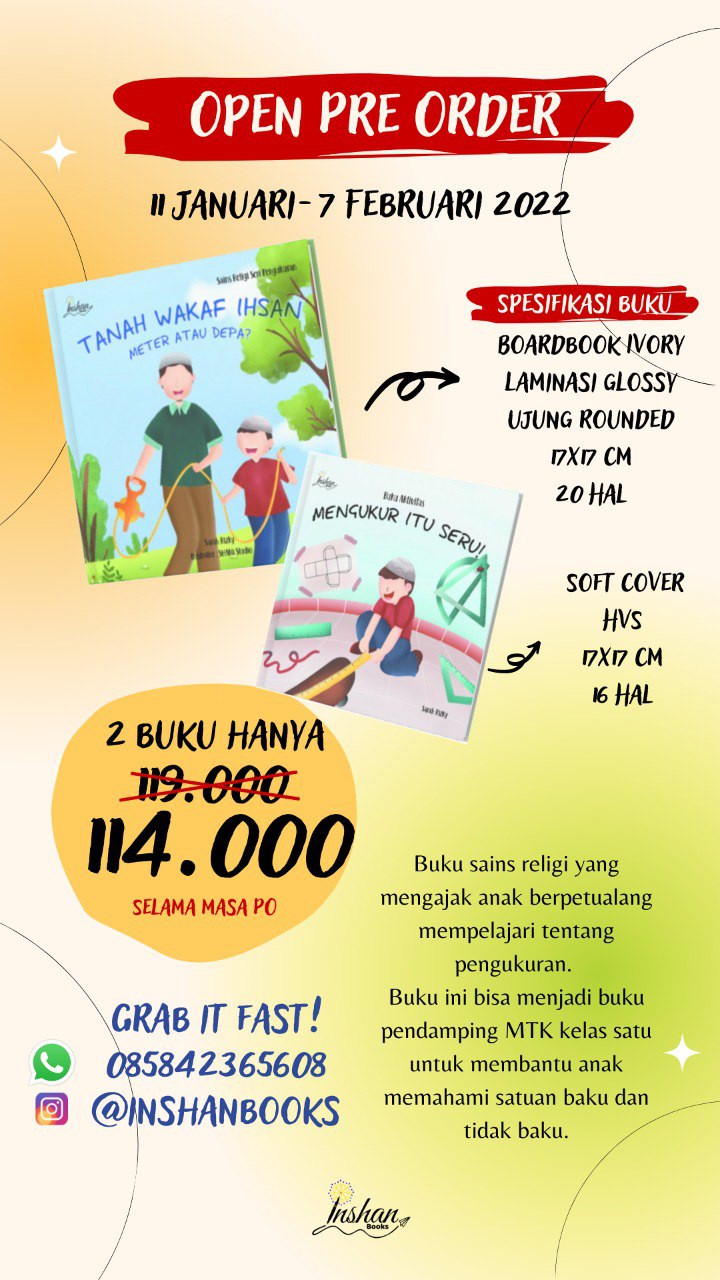 OPEN PRE ORDER
11 JANUARI - 7 FEBRUARI 2022
Inshan
Sains Religi Seri Pengukuran
TANAH WAKAF IHSAN
METER ATAU DEPA?
Sarah Rizky
SPESIFIKASI BUKU
BOARDBOOK IVORY
LAMINASI GLOSSY
UJUNG ROUNDED
17X17 CM
20 HAL
Inshan
Buku Aktivitas
MENGUKUR ITU SERU!
Sarah Rizky
SOFT COVER
HVS
17X17 CM
16 HAL
2 BUKU HANYA
119.000
114.000
SELAMA MASA PO
Buku sains religi yang
mengajak anak berpetualang
mempelajari tentang
pengukuran.
Buku ini bisa menjadi buku
pendamping MTK kelas satu
untuk membantu anak
memahami satuan baku dan
tidak baku.
GRAB IT FAST!
085842365608
@INSHANBOOKS
Inshan
Books